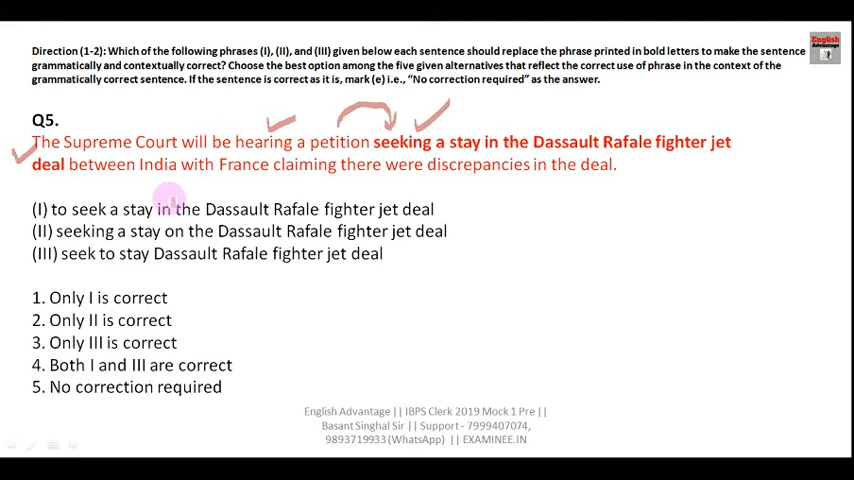 English
Advantage
Direction (1-2): Which of the following phrases (I), (II), and (III) given below each sentence should replace the phrase printed in bold letters to make the sentence
grammatically and contextually correct? Choose the best option among the five given alternatives that reflect the correct use of phrase in the context of the
grammatically correct sentence. If the sentence is correct as it is, mark (e) i.e., “No correction required” as the answer.
Q5.
The Supreme Court will be hearing a petition seeking a stay in the Dassault Rafale fighter jet
deal between India with France claiming there were discrepancies in the deal.
(I) to seek a stay in the Dassault Rafale fighter jet deal
(II) seeking a stay on the Dassault Rafale fighter jet deal
(III) seek to stay Dassault Rafale fighter jet deal
1. Only I is correct
2. Only II is correct
3. Only III is correct
4. Both I and III are correct
5. No correction required
English Advantage || IBPS Clerk 2019 Mock 1 Pre ||
Basant Singhal Sir || Support - 7999407074,
9893719933 (WhatsApp) || EXAMINEE.IN